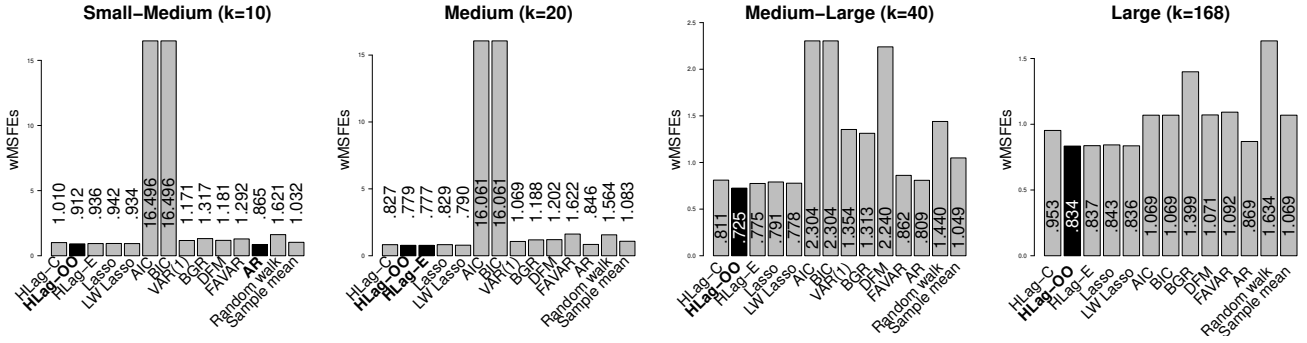 Small−Medium (k=10)
wMSFEs
15
10
5
0
1.010
.912
.936
.942
.934
16.496
16.496
1.171
1.317
1.181
1.292
.865
1.621
1.032
HLag−C
HLag−OO
HLag−E
Lasso
LW Lasso
AIC
BIC
VAR(1)
BGR
DFM
FAVAR
AR
Random walk
Sample mean
Medium (k=20)
wMSFEs
15
10
5
0
.827
.779
.777
.829
.790
16.061
16.061
1.089
1.188
1.202
1.622
.846
1.564
1.083
HLag−C
HLag−OO
HLag−E
Lasso
LW Lasso
AIC
BIC
VAR(1)
BGR
DFM
FAVAR
AR
Random walk
Sample mean
Medium−Large (k=40)
wMSFEs
2.5
2.0
1.5
1.0
0.5
0.0
.811
.725
.775
.791
.778
2.304
2.304
1.354
1.313
2.240
.862
.809
1.440
1.049
HLag−C
HLag−OO
HLag−E
Lasso
LW Lasso
AIC
BIC
VAR(1)
BGR
DFM
FAVAR
AR
Random walk
Sample mean
Large (k=168)
wMSFEs
1.5
1.0
0.5
0.0
.953
.834
.837
.843
.836
1.069
1.069
1.399
1.071
1.092
.869
1.634
1.069
HLag−C
HLag−OO
HLag−E
Lasso
LW Lasso
AIC
BIC
BGR
DFM
FAVAR
AR
Random walk
Sample mean